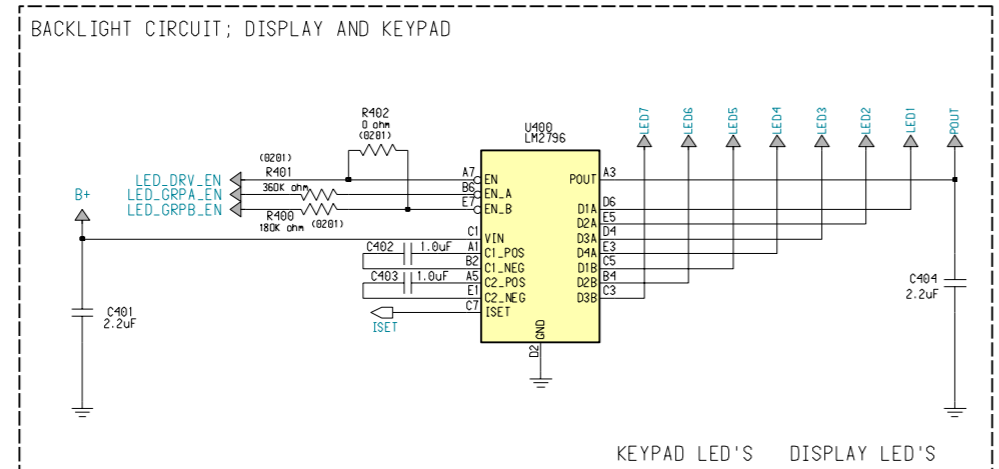 BACKLIGHT CIRCUIT; DISPLAY AND KEYPAD
R402
0 ohm
(0201)
U400
LM2796
LED7
LED6
LED5
LED4
LED3
LED2
LED1
POUT
(0201)
R401
360K ohm
LED_DRV_EN
LED_GRPA_EN
LED_GRPB_EN
R400
180K ohm
(0201)
B+
A7
EN
B6
EN_A
E7
EN_B
C1
VIN
C402
1.0uF
A1
C1_POS
B2
C1_NEG
C403
1.0uF
A5
C2_POS
E1
C2_NEG
C7
ISET
ISET
POUT
A3
D1A
D6
D2A
E5
D3A
D4
D4A
E3
D1B
C5
D2B
B4
D3B
C3
GND
D2
C401
2.2uF
C404
2.2uF
KEYPAD LED'S
DISPLAY LED'S